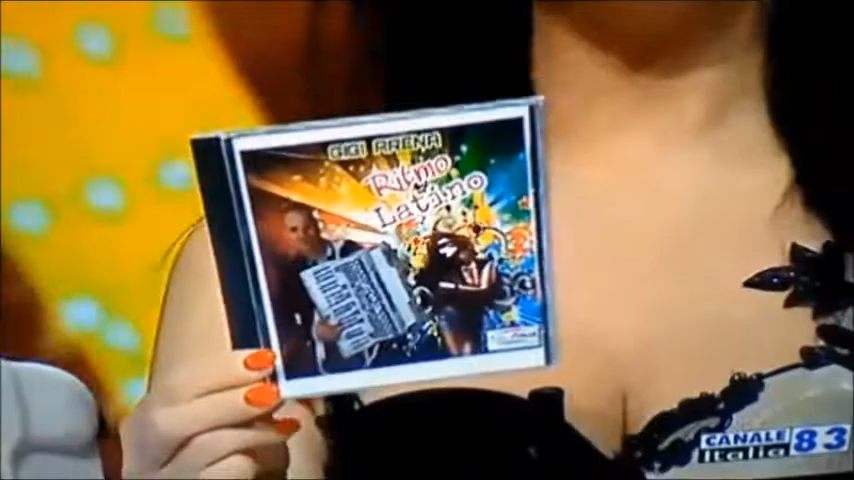 GIGI ARENA
Ritmo
Latino
CANALE 83
Italia